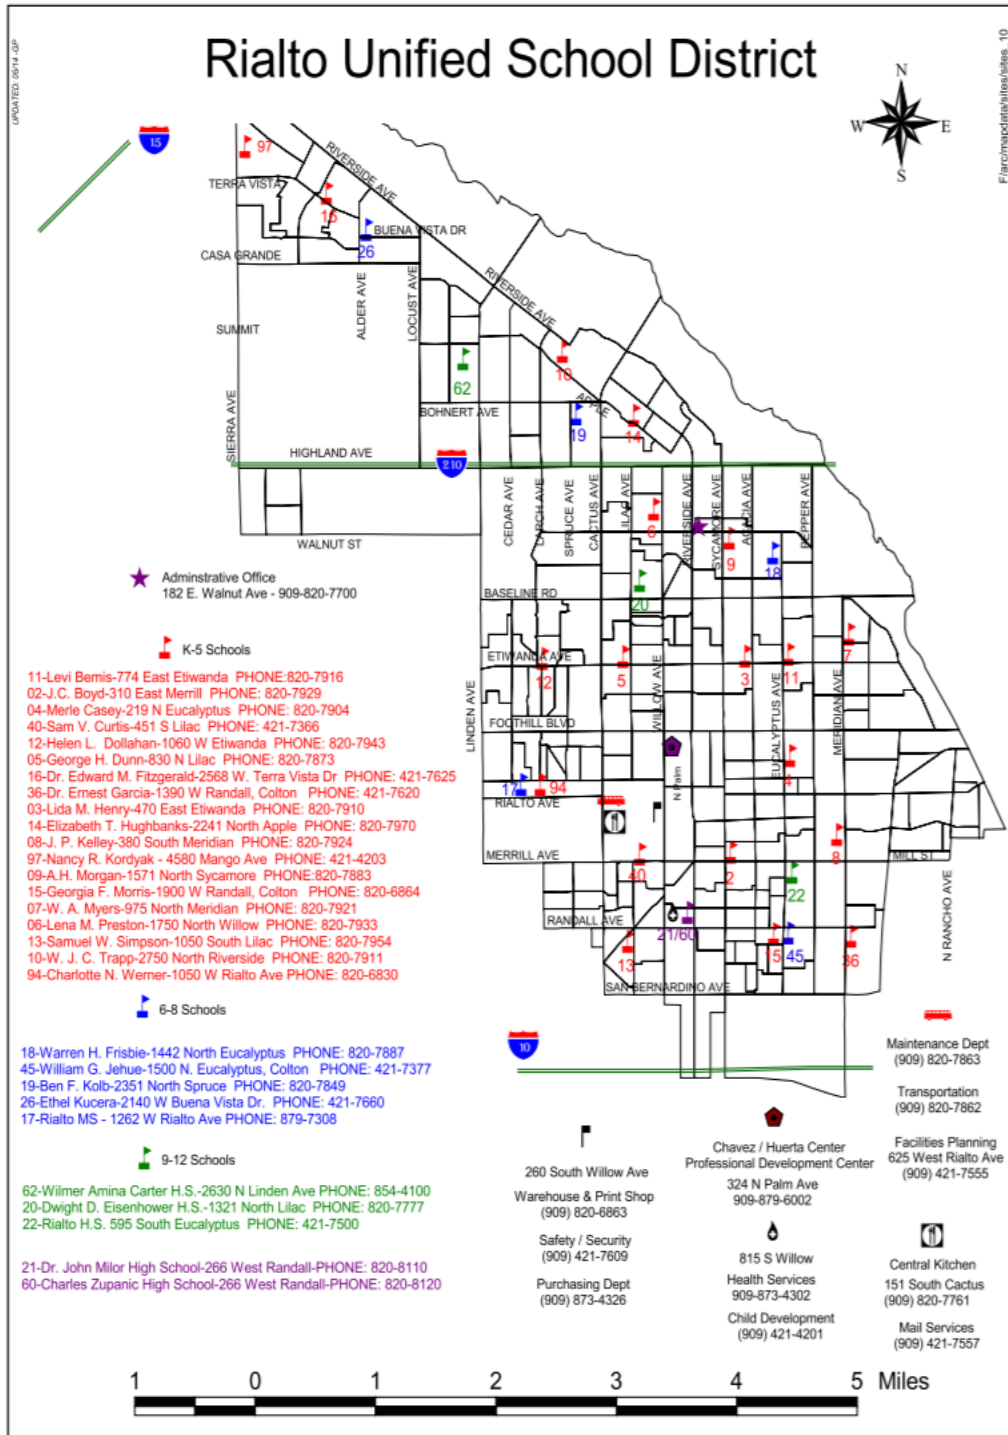 Rialto Unified School District
UPDATED: 05/14 -GP
F/arc/mapdata/sites/sites_10
N
W
E
S
15
97
RIVERSIDE AVE
TERRA VISTA
16
BUENA VISTA DR
26
CASA GRANDE
RIVERSIDE AVE
ALDER AVE
LOCUST AVE
SUMMIT
10
62
APPLE
BOHNERT AVE
19
14
SIERRA AVE
HIGHLAND AVE
210
CEDAR AVE
LARCH AVE
SPRUCE AVE
CACTUS AVE
LILAC AVE
RIVERSIDE AVE
SYCAMORE AVE
ACACIA AVE
PEPPER AVE
6
WALNUT ST
9
18
20
BASELINE RD
ETIWANDA AVE
12
5
3
11
7
LINDEN AVE
WILLOW AVE
EUCALYPTUS AVE
MERIDIAN AVE
FOOTHILL BLVD
N Palm
4
17
94
RIALTO AVE
MERRILL AVE
40
2
8
MILL ST
22
RANDALL AVE
21/60
N RANCHO AVE
13
15
45
36
SAN BERNARDINO AVE
10
Adminstrative Office
182 E. Walnut Ave - 909-820-7700
K-5 Schools
11-Levi Bemis-774 East Etiwanda PHONE:820-7916
02-J.C. Boyd-310 East Merrill PHONE: 820-7929
04-Merle Casey-219 N Eucalyptus PHONE: 820-7904
40-Sam V. Curtis-451 S Lilac PHONE: 421-7366
12-Helen L. Dollahan-1060 W Etiwanda PHONE: 820-7943
05-George H. Dunn-830 N Lilac PHONE: 820-7873
16-Dr. Edward M. Fitzgerald-2568 W. Terra Vista Dr PHONE: 421-7625
36-Dr. Ernest Garcia-1390 W Randall, Colton PHONE: 421-7620
03-Lida M. Henry-470 East Etiwanda PHONE: 820-7910
14-Elizabeth T. Hughbanks-2241 North Apple PHONE: 820-7970
08-J. P. Kelley-380 South Meridian PHONE: 820-7924
97-Nancy R. Kordyak - 4580 Mango Ave PHONE: 421-4203
09-A.H. Morgan-1571 North Sycamore PHONE:820-7883
15-Georgia F. Morris-1900 W Randall, Colton PHONE: 820-6864
07-W. A. Myers-975 North Meridian PHONE: 820-7921
06-Lena M. Preston-1750 North Willow PHONE: 820-7933
13-Samuel W. Simpson-1050 South Lilac PHONE: 820-7954
10-W. J. C. Trapp-2750 North Riverside PHONE: 820-7911
94-Charlotte N. Werner-1050 W Rialto Ave PHONE: 820-6830
6-8 Schools
18-Warren H. Frisbie-1442 North Eucalyptus PHONE: 820-7887
45-William G. Jehue-1500 N. Eucalyptus, Colton PHONE: 421-7377
19-Ben F. Kolb-2351 North Spruce PHONE: 820-7849
26-Ethel Kucera-2140 W Buena Vista Dr. PHONE: 421-7660
17-Rialto MS - 1262 W Rialto Ave PHONE: 879-7308
9-12 Schools
62-Wilmer Amina Carter H.S.-2630 N Linden Ave PHONE: 854-4100
20-Dwight D. Eisenhower H.S.-1321 North Lilac PHONE: 820-7777
22-Rialto H.S. 595 South Eucalyptus PHONE: 421-7500
21-Dr. John Milor High School-266 West Randall-PHONE: 820-8110
60-Charles Zupanic High School-266 West Randall-PHONE: 820-8120
260 South Willow Ave
Warehouse & Print Shop
(909) 820-6863
Safety / Security
(909) 421-7609
Purchasing Dept
(909) 873-4326
Chavez / Huerta Center
Professional Development Center
324 N Palm Ave
909-879-6002
815 S Willow
Health Services
909-873-4302
Child Development
(909) 421-4201
Maintenance Dept
(909) 820-7863
Transportation
(909) 820-7862
Facilities Planning
625 West Rialto Ave
(909) 421-7555
Central Kitchen
151 South Cactus
(909) 820-7761
Mail Services
(909) 421-7557
1 0 1 2 3 4 5 Miles